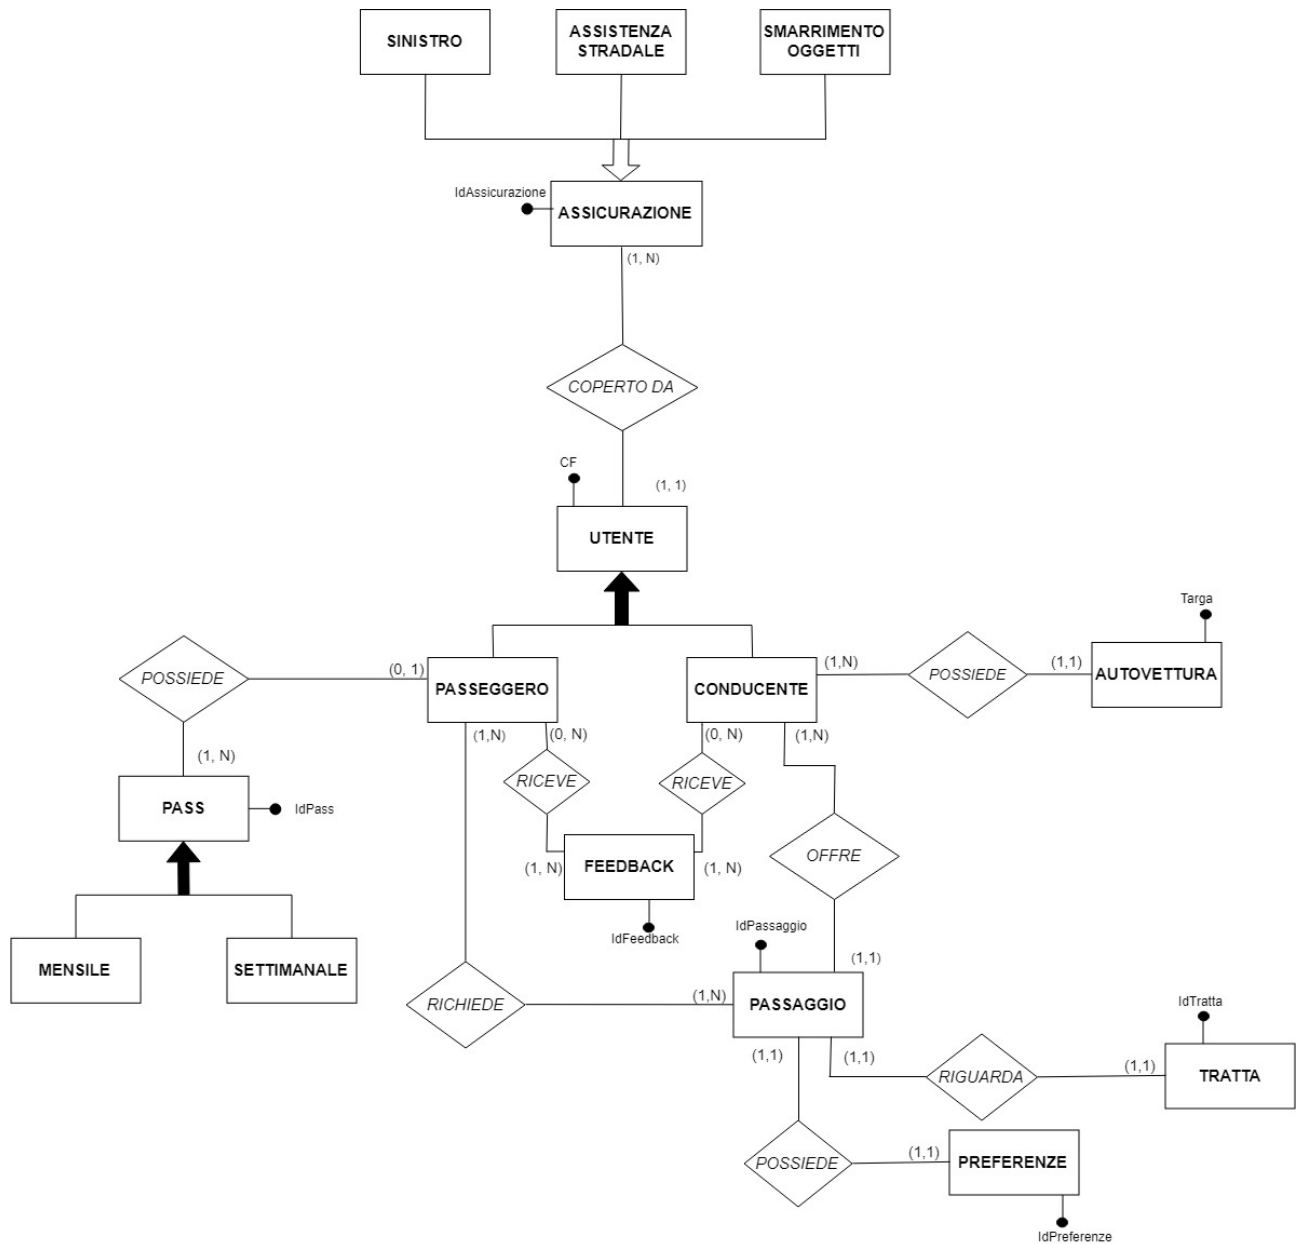 SINISTRO
ASSISTENZA
STRADALE
SMARRIMENTO
OGGETTI
IdAssicurazione
ASSICURAZIONE
(1, N)
COPERTO DA
CF
(1, 1)
UTENTE
Targa
POSSIEDE
(0, 1)
PASSEGGERO
CONDUCENTE
(1,N)
POSSIEDE
(1,1)
AUTOVETTURA
(1,N)
(0, N)
(0, N)
(1,N)
(1, N)
RICEVE
RICEVE
PASS
IdPass
(1, N)
FEEDBACK
(1, N)
OFFRE
IdFeedback
IdPassaggio
(1,1)
MENSILE
SETTIMANALE
RICHIEDE
(1,N)
PASSAGGIO
IdTratta
(1,1)
(1,1)
RIGUARDA
(1,1)
TRATTA
POSSIEDE
(1,1)
PREFERENZE
IdPreferenze